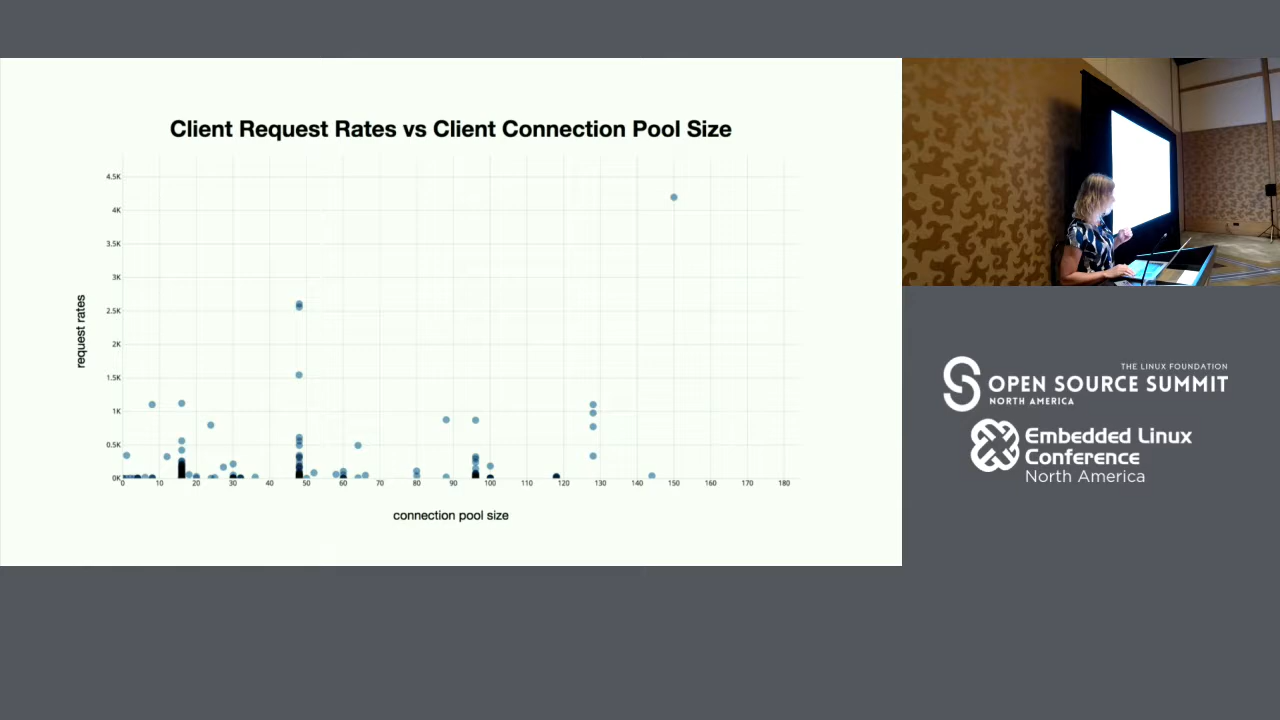 Client Request Rates vs Client Connection Pool Size
4.5K
4K
3.5K
3K
2.5K
2K
1.5K
1K
0.5K
0K
request rates
0 10 20 30 40 50 60 70 80 90 100 110 120 130 140 150 160 170 180
connection pool size
THE LINUX FOUNDATION
OPEN SOURCE SUMMIT
NORTH AMERICA
Embedded Linux
Conference
North America